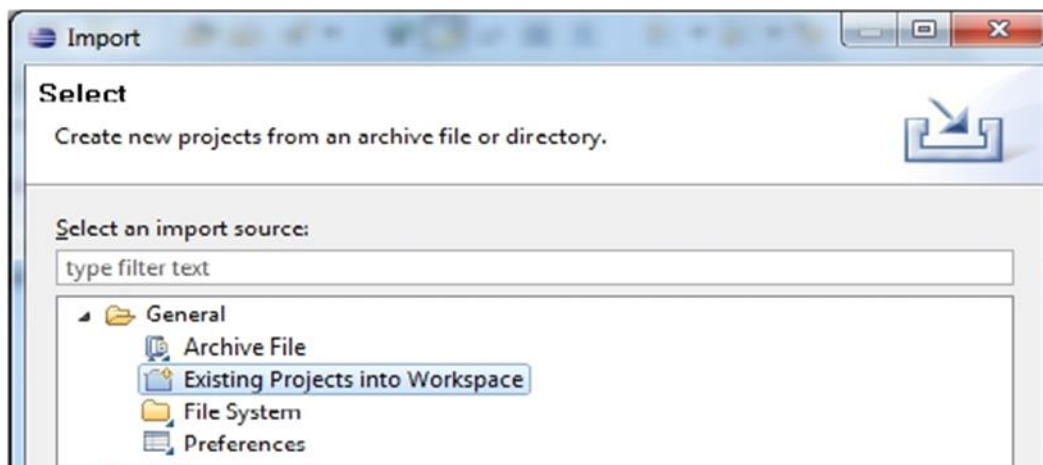 Import
Select
Create new projects from an archive file or directory.
Select an import source:
type filter text
General
Archive File
Existing Projects into Workspace
File System
Preferences